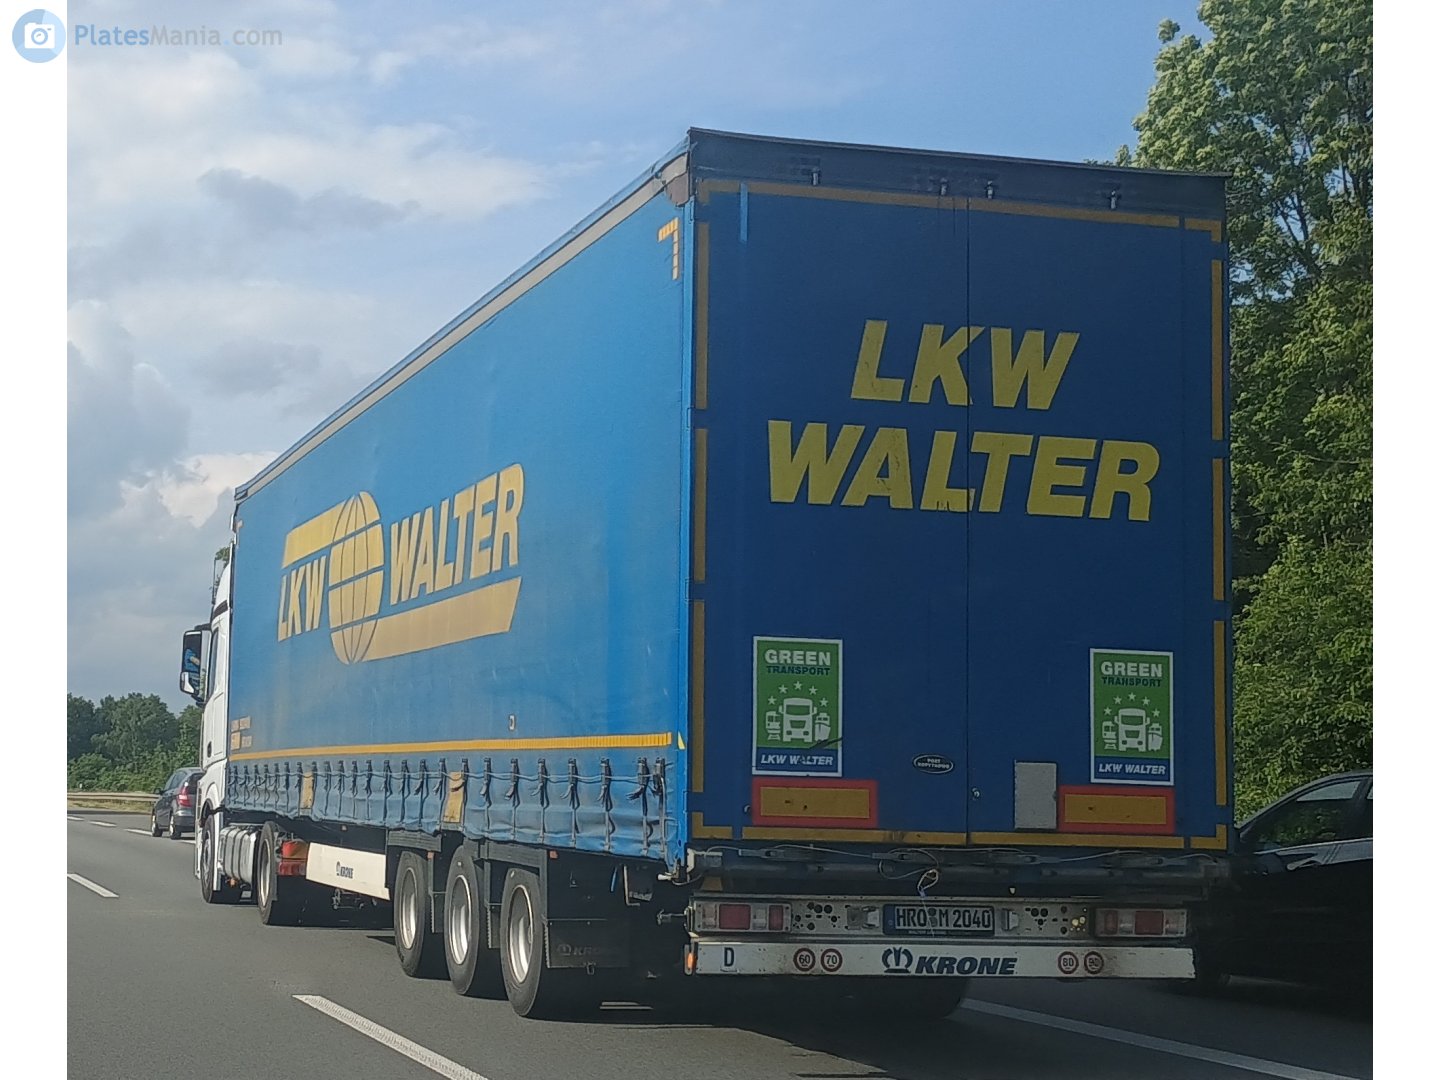 PlatesMania.com
LKW
WALTER
LKW WALTER
GREEN
TRANSPORT
LKW WALTER
GREEN
TRANSPORT
LKW WALTER
KRONE
KRONE
HRO M 2040
D
60
70
KRONE
80